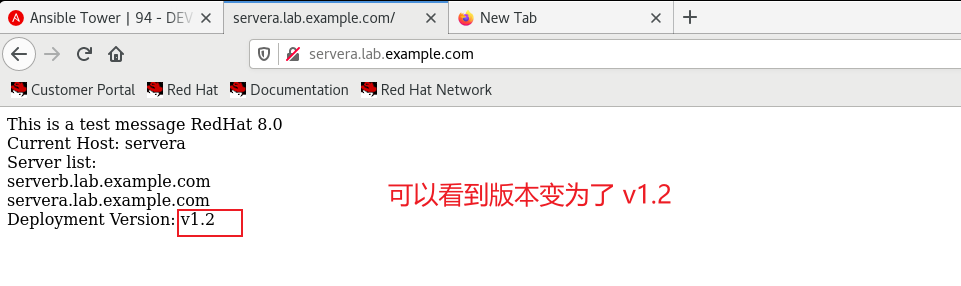 Ansible Tower | 94 - DEV
servera.lab.example.com/
New Tab
servera.lab.example.com
Customer Portal
Red Hat
Documentation
Red Hat Network
This is a test message RedHat 8.0
Current Host: servera
Server list:
serverb.lab.example.com
servera.lab.example.com
Deployment Version: v1.2
可以看到版本变为了 v1.2